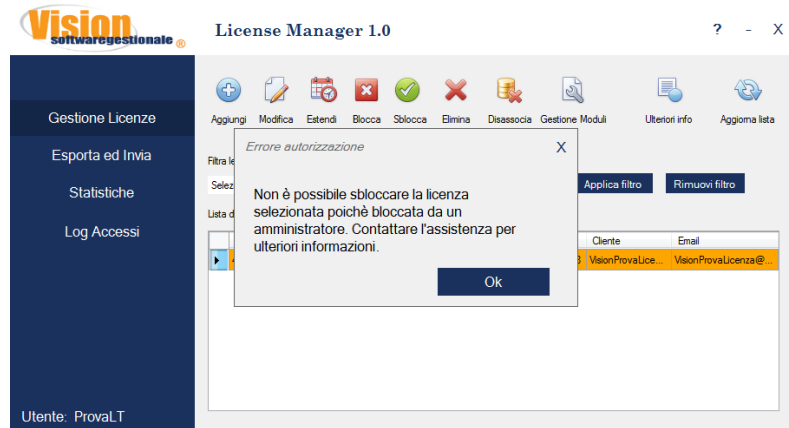 Vision
softwaregestionale ®
License Manager 1.0
? - X
Gestione Licenze
Esporta ed Invia
Statistiche
Log Accessi
Utente: ProvaLT
Aggiungi Modifica Estendi Blocca Sblocca Elimina Disassocia Gestione Moduli Ulteriori info Aggiorna lista
Filtra le
Selez
Applica filtro Rimuovi filtro
Lista d
Cliente Email
VisionProvaLice... VisionProvaLicenza@...
Errore autorizzazione X
Non è possibile sbloccare la licenza
selezionata poichè bloccata da un
amministratore. Contattare l'assistenza per
ulteriori informazioni.
Ok